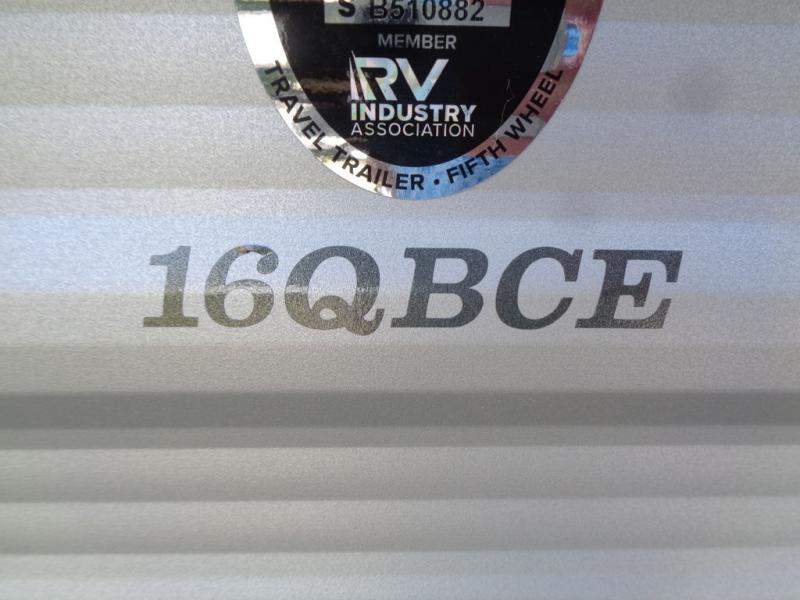 S B510882
MEMBER
RV
INDUSTRY
ASSOCIATION
TRAVEL TRAILER • FIFTH WHEEL
16QBCE